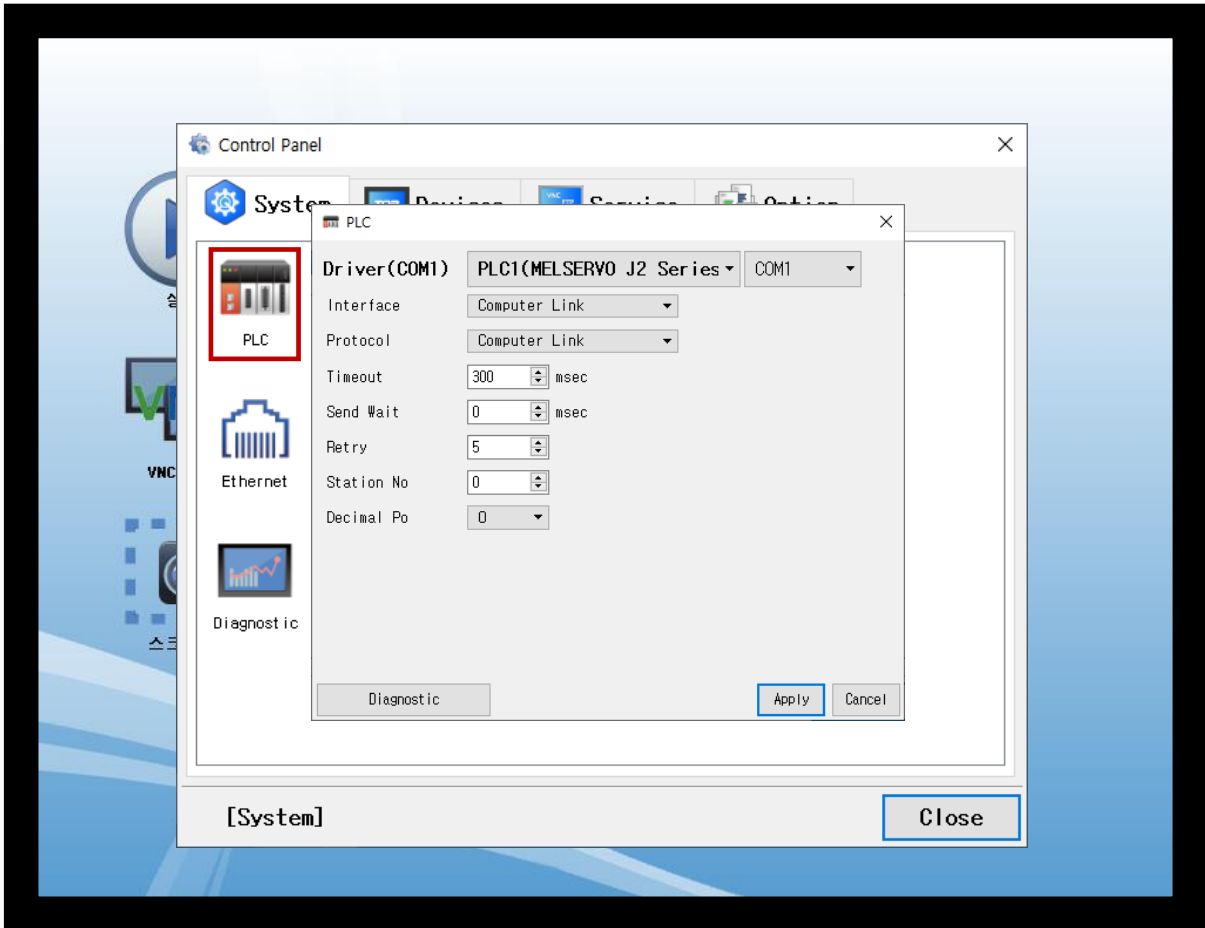 Control Panel
System
PLC
Driver(COM1) PLC1(MELSERVO J2 Series COM1
Interface Computer Link
Protocol Computer Link
Timeout 300 msec
Send Wait 0 msec
Retry 5
Station No 0
Decimal Po 0
PLC
Ethernet
Diagnostic
VNC
스크
Diagnostic Apply Cancel
[System] Close